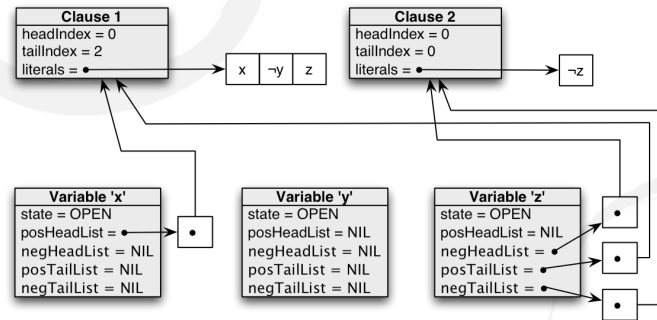 Clause 1
headIndex = 0
tailIndex = 2
literals =
x ¬y z
Clause 2
headIndex = 0
tailIndex = 0
literals =
¬z
Variable 'x'
state = OPEN
posHeadList =
negHeadList = NIL
posTailList = NIL
negTailList = NIL
Variable 'y'
state = OPEN
posHeadList = NIL
negHeadList = NIL
posTailList = NIL
negTailList = NIL
Variable 'z'
state = OPEN
posHeadList = NIL
negHeadList =
posTailList =
negTailList =